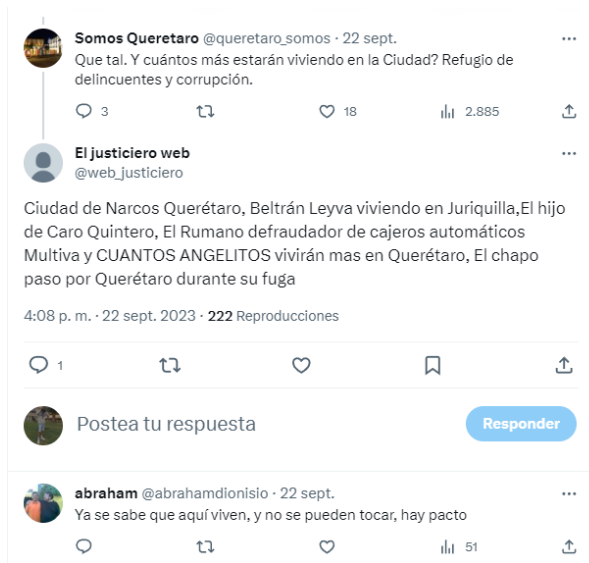 Somos Queretaro @queretaro_somos · 22 sept.
Que tal. Y cuántos más estarán viviendo en la Ciudad? Refugio de
delincuentes y corrupción.
3 18 2.885
El justiciero web
@web_justiciero
Ciudad de Narcos Querétaro, Beltrán Leyva viviendo en Juriquilla,El hijo
de Caro Quintero, El Rumano defraudador de cajeros automáticos
Multiva y CUANTOS ANGELITOS vivirán mas en Querétaro, El chapo
paso por Querétaro durante su fuga
4:08 p. m. · 22 sept. 2023 · 222 Reproducciones
1
Postea tu respuesta Responder
abraham @abrahamdionisio · 22 sept.
Ya se sabe que aquí viven, y no se pueden tocar, hay pacto
51